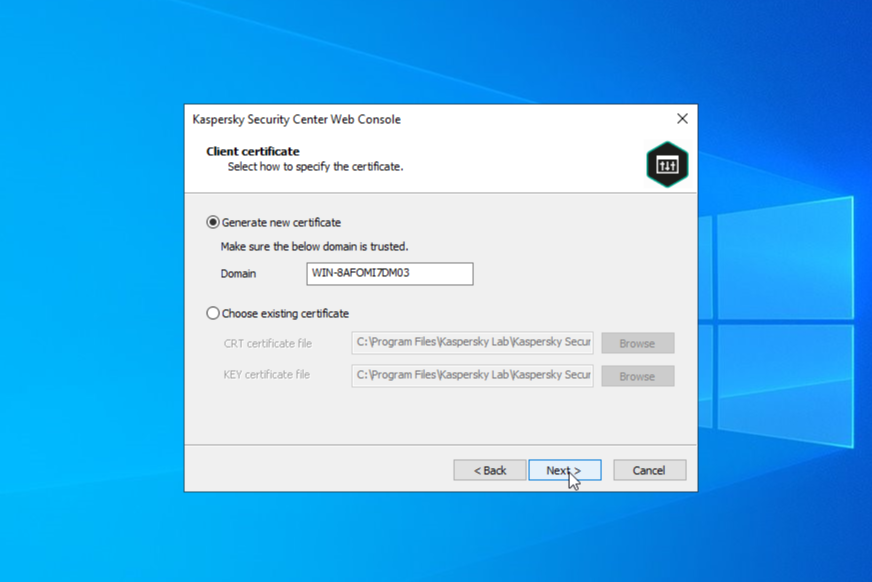 Kaspersky Security Center Web Console
Client certificate
Select how to specify the certificate.
Generate new certificate
Make sure the below domain is trusted.
Domain
WIN-8AFOMI7DM03
Choose existing certificate
CRT certificate file
C:\Program Files\Kaspersky Lab\Kaspersky Secur
Browse
KEY certificate file
C:\Program Files\Kaspersky Lab\Kaspersky Secur
Browse
< Back
Next >
Cancel